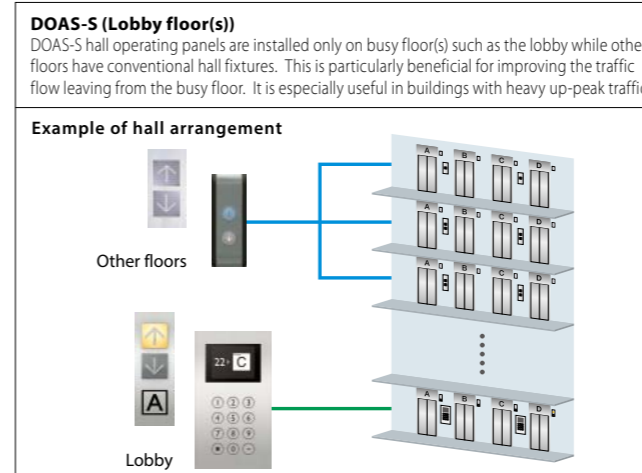 DOAS-S (Lobby floor(s))
DOAS-S hall operating panels are installed only on busy floor(s) such as the lobby while othe
floors have conventional hall fixtures. This is particularly beneficial for improving the traffic
flow leaving from the busy floor. It is especially useful in buildings with heavy up-peak traffi
Example of hall arrangement
A B C D
Other floors
A B C D
A B C D
22 C
A
1 2 3
4 5 6
7 8 9
0 -
Lobby
A B C D